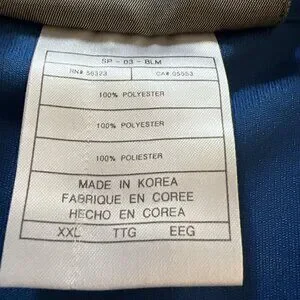 SP - 03 - BLM
RN# 56323 CA# 05553
100% POLYESTER
100% POLYESTER
100% POLIESTER
MADE IN KOREA
FABRIQUE EN COREE
HECHO EN COREA
XXL TTG EEG